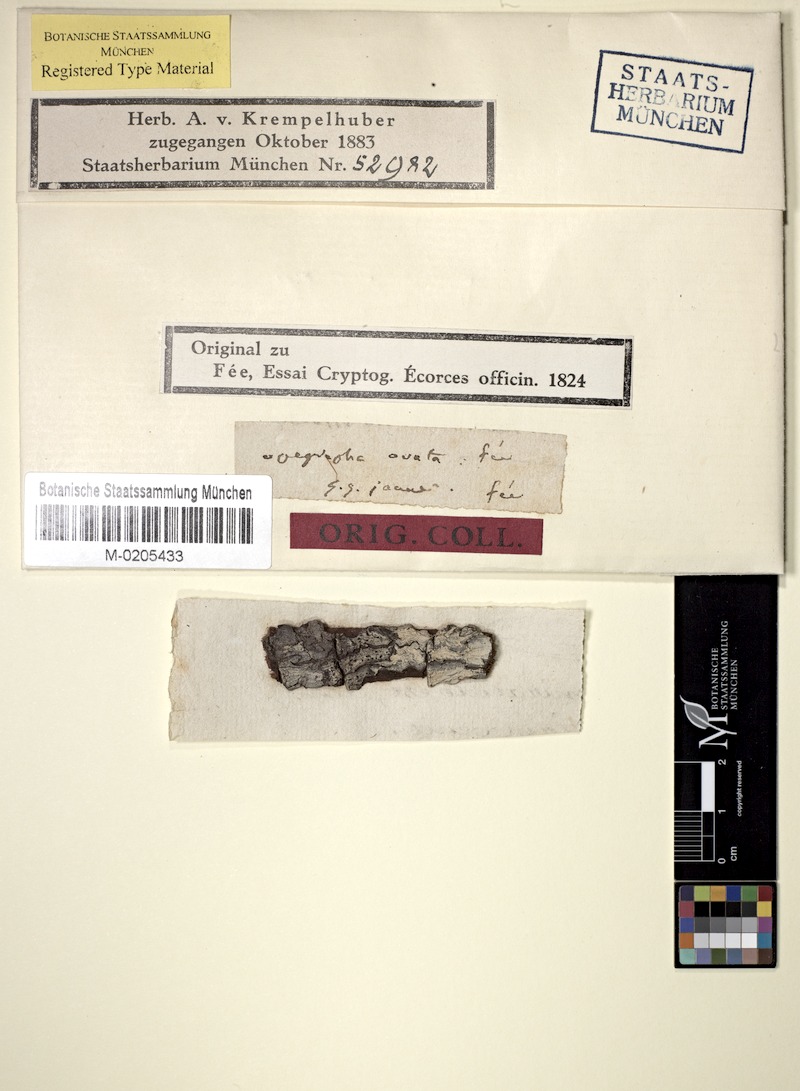 BOTANISCHE STAATSSAMMLUNG
MÜNCHEN
Registered Type Material
STAATS-
HERBARIUM
MÜNCHEN
Herb. A. v. Krempelhuber
zugegangen Oktober 1883
Staatsherbarium München Nr. 52982
Original zu
Fée, Essai Cryptog. Écorces officin. 1824
opegrapha ovata. fée
fée
Botanische Staatssammlung München
M-0205433
ORIG. COLL.
BOTANISCHE
STAATSSAMMLUNG
MÜNCHEN
0 1 2
cm
copyright reserved